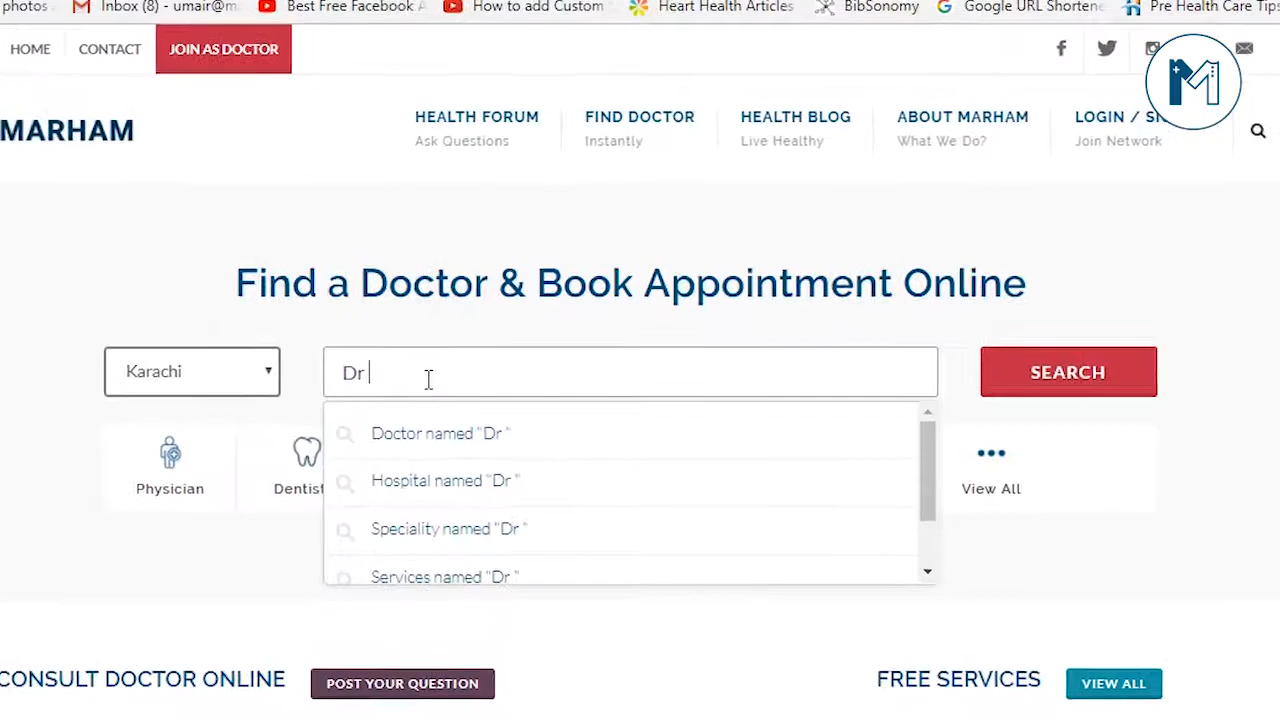 photos
Inbox (8) - umair@m
Best Free Facebook
How to add Custom
Heart Health Articles
BibSonomy
Google URL Shortene
Pre Health Care Tips
HOME
CONTACT
JOIN AS DOCTOR
MARHAM
HEALTH FORUM
Ask Questions
FIND DOCTOR
Instantly
HEALTH BLOG
Live Healthy
ABOUT MARHAM
What We Do?
LOGIN / SI
Join Network
M
Find a Doctor & Book Appointment Online
Karachi
Dr
SEARCH
Doctor named "Dr "
Hospital named "Dr "
Speciality named "Dr "
Services named "Dr "
Physician
Dentist
View All
CONSULT DOCTOR ONLINE
POST YOUR QUESTION
FREE SERVICES
VIEW ALL